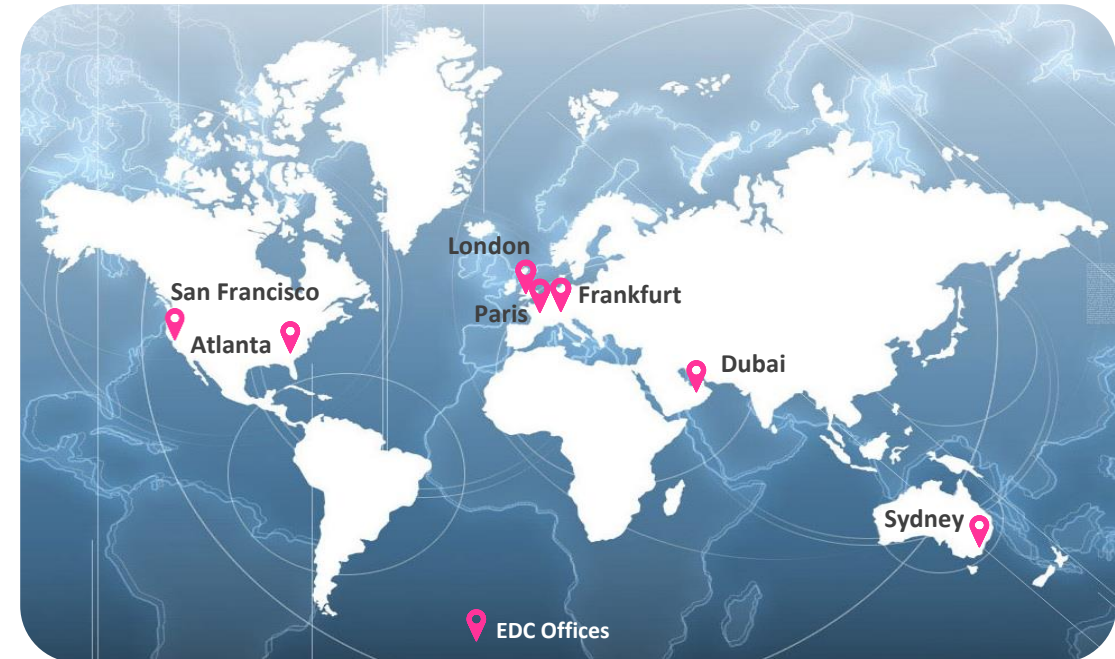 London
San Francisco
Frankfurt
Paris
Atlanta
Dubai
Sydney
EDC Offices